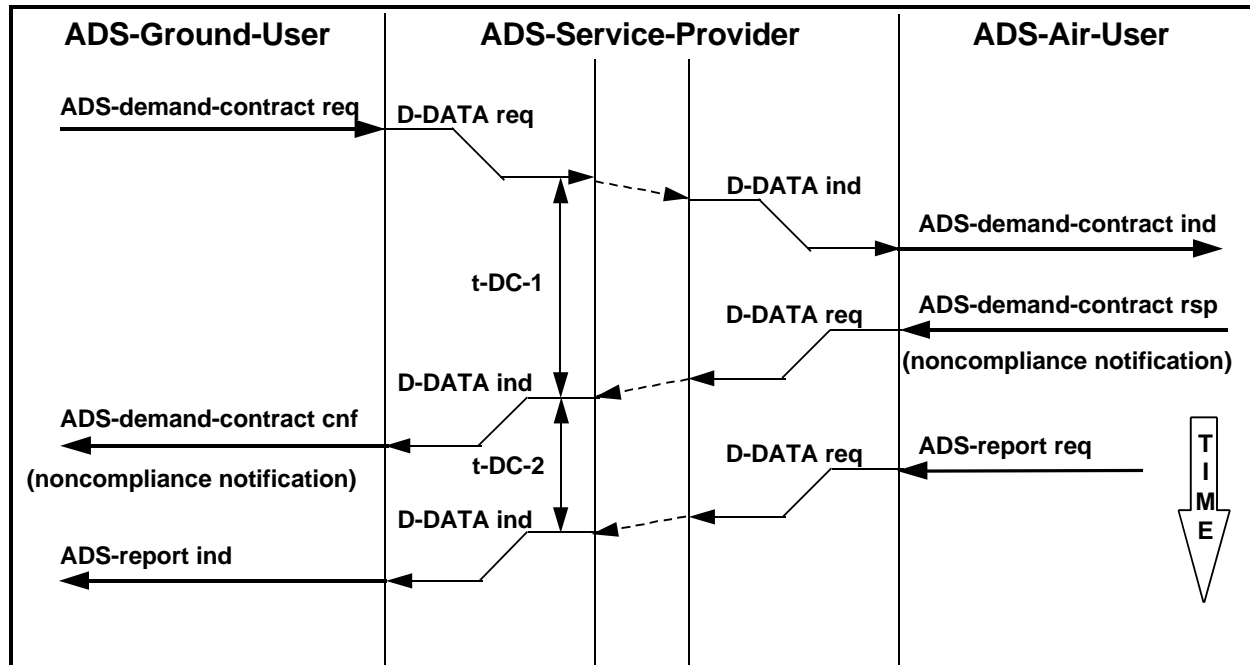 ADS-Ground-User
ADS-Service-Provider
ADS-Air-User
ADS-demand-contract req
D-DATA req
D-DATA ind
ADS-demand-contract ind
t-DC-1
D-DATA req
ADS-demand-contract rsp
(noncompliance notification)
D-DATA ind
ADS-demand-contract cnf
(noncompliance notification)
t-DC-2
D-DATA req
ADS-report req
D-DATA ind
ADS-report ind
T
I
M
E